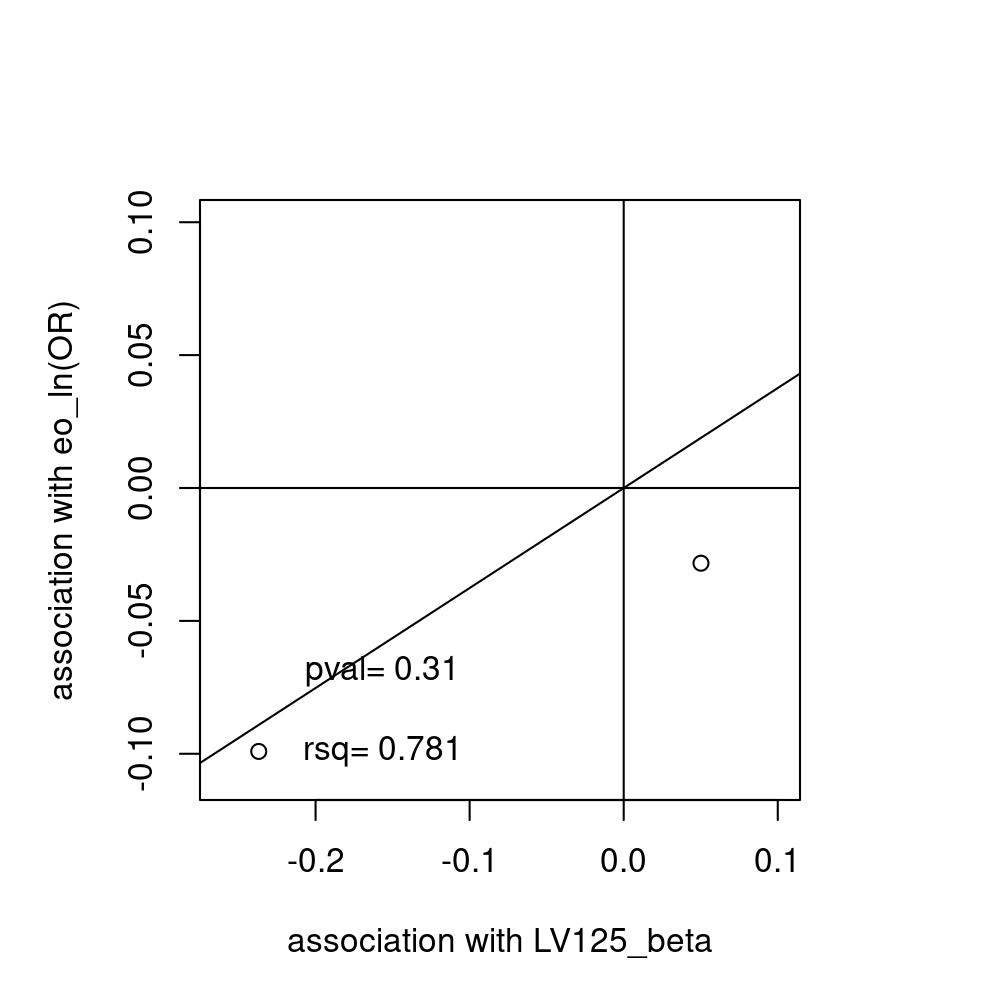 association with eo_ln(OR)
0.10
0.05
0.00
-0.05
-0.10
pval= 0.31
rsq= 0.781
-0.2 -0.1 0.0 0.1
association with LV125_beta